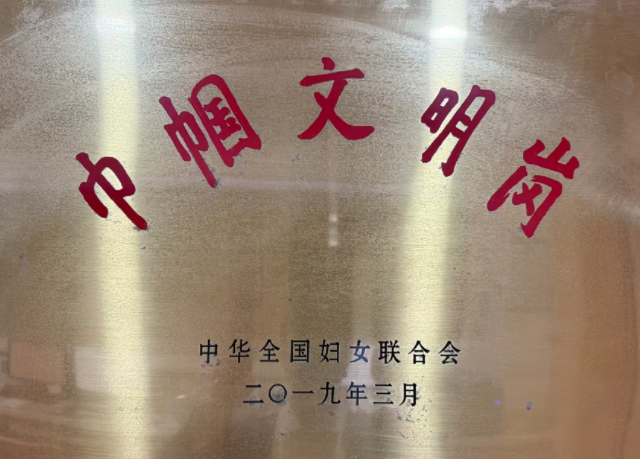 巾帼文明岗
中华全国妇女联合会
二〇一九年三月